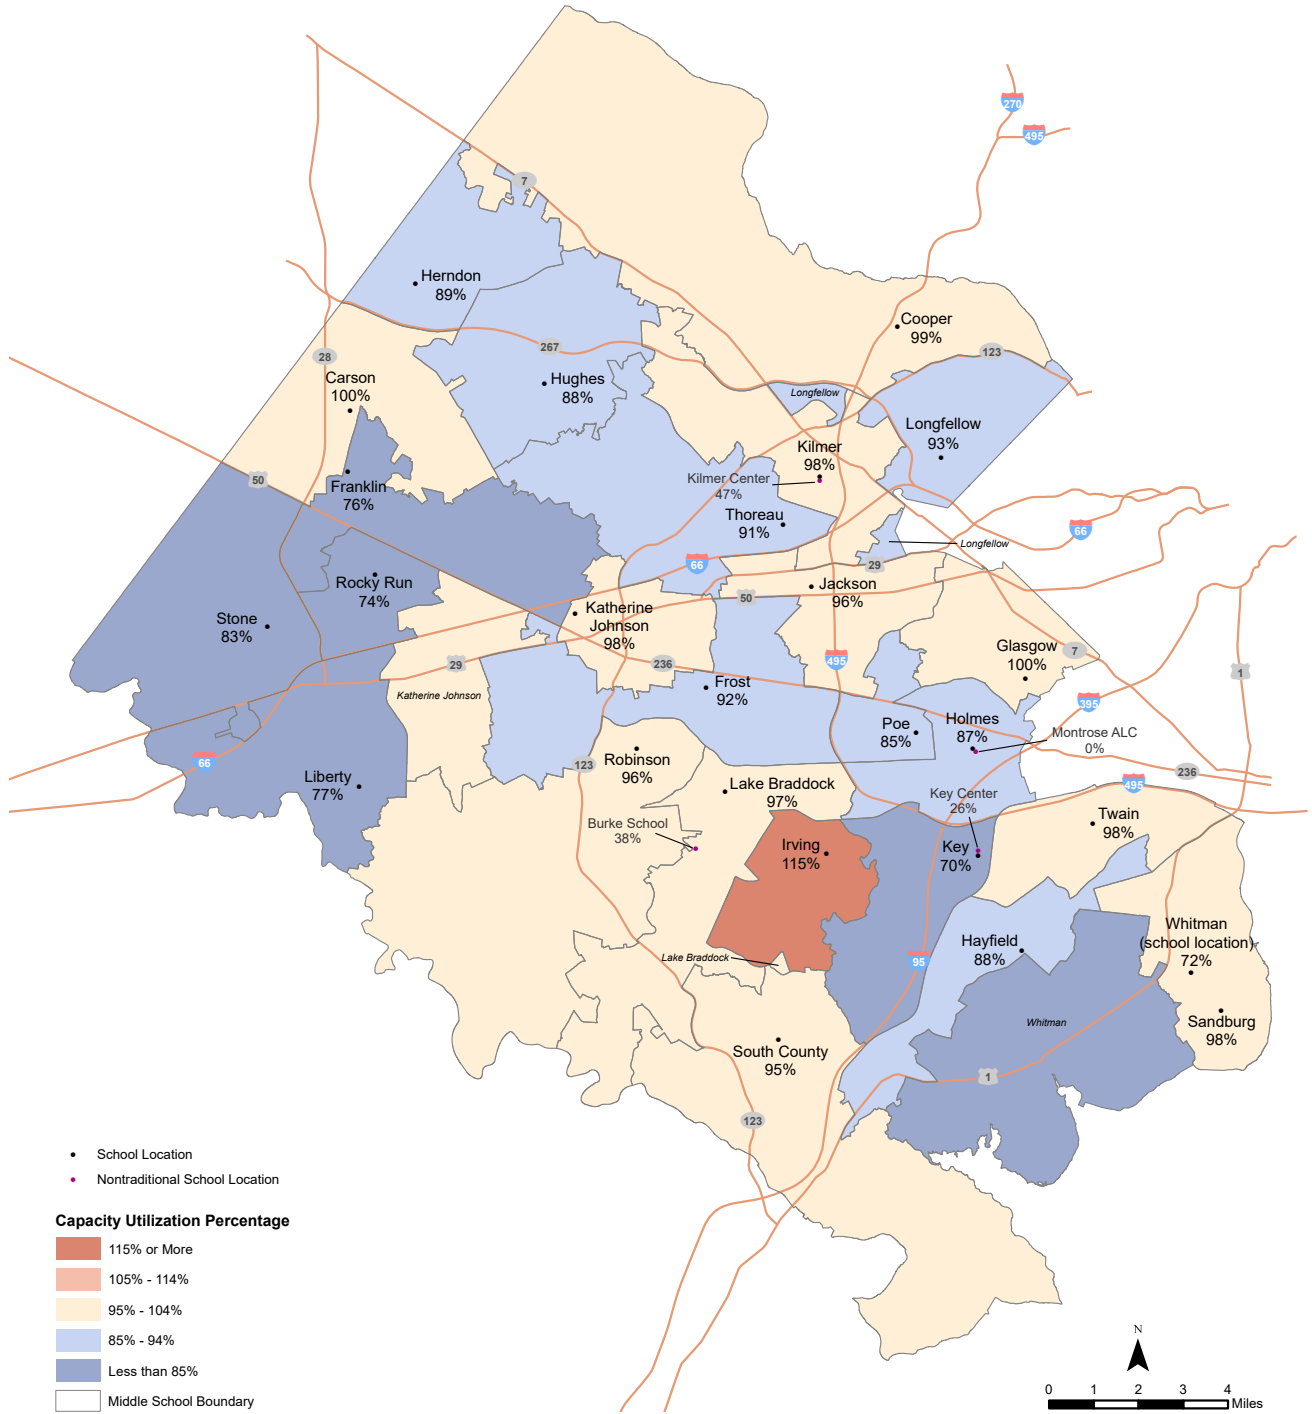 270
495
7
Herndon
89%
Cooper
99%
123
267
28
Carson
100%
Hughes
88%
Longfellow
Longfellow
93%
Kilmer
98%
Kilmer Center
47%
50
Franklin
76%
Thoreau
91%
66
Longfellow
66
29
Rocky Run
74%
Jackson
96%
50
Stone
83%
Katherine
Johnson
98%
Glasgow
100%
7
29
236
495
1
Katherine Johnson
Frost
92%
395
Poe
85%
Holmes
87%
Montrose ALC
0%
66
123
Robinson
96%
236
Liberty
77%
Lake Braddock
97%
495
Key Center
26%
Twain
98%
Burke School
38%
Irving
115%
Key
70%
Whitman
(school location)
72%
Hayfield
88%
Lake Braddock
95
Whitman
Sandburg
98%
South County
95%
1
123
School Location
Nontraditional School Location
Capacity Utilization Percentage
115% or More
105% - 114%
95% - 104%
85% - 94%
Less than 85%
Middle School Boundary
N
0 1 2 3 4
Miles